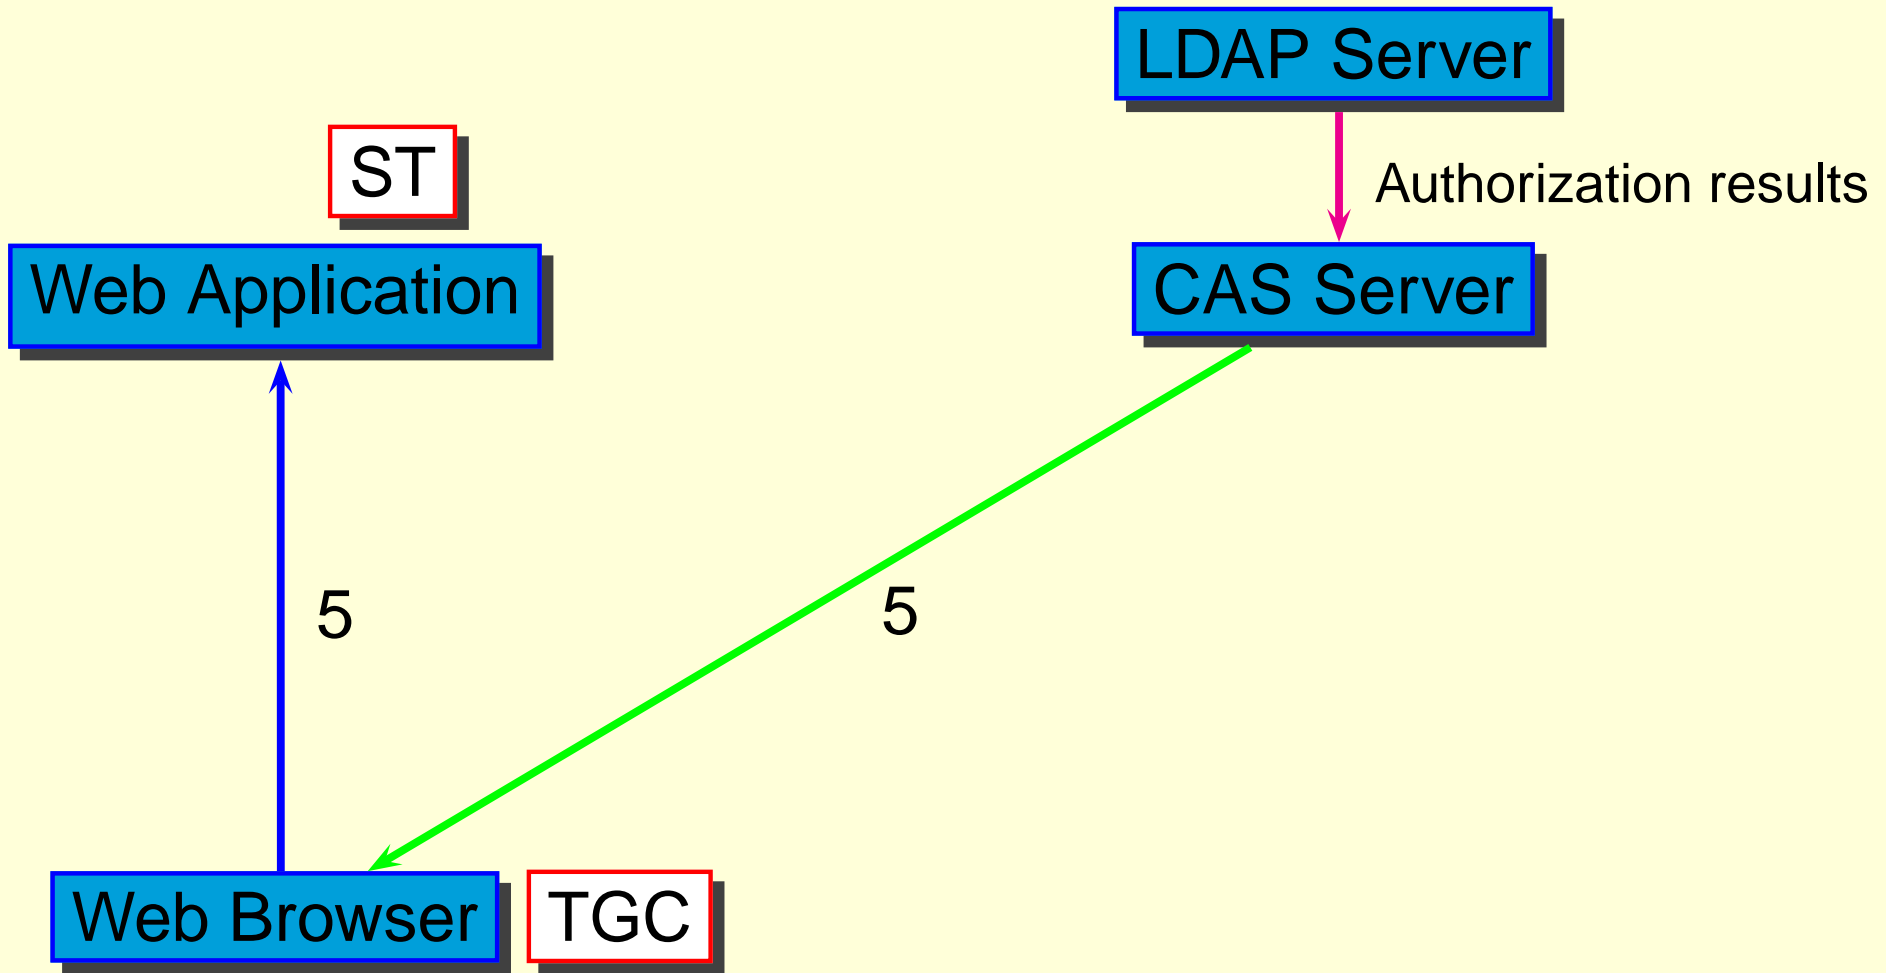 LDAP Server
ST
Authorization results
Web Application
CAS Server
5
5
Web Browser
TGC